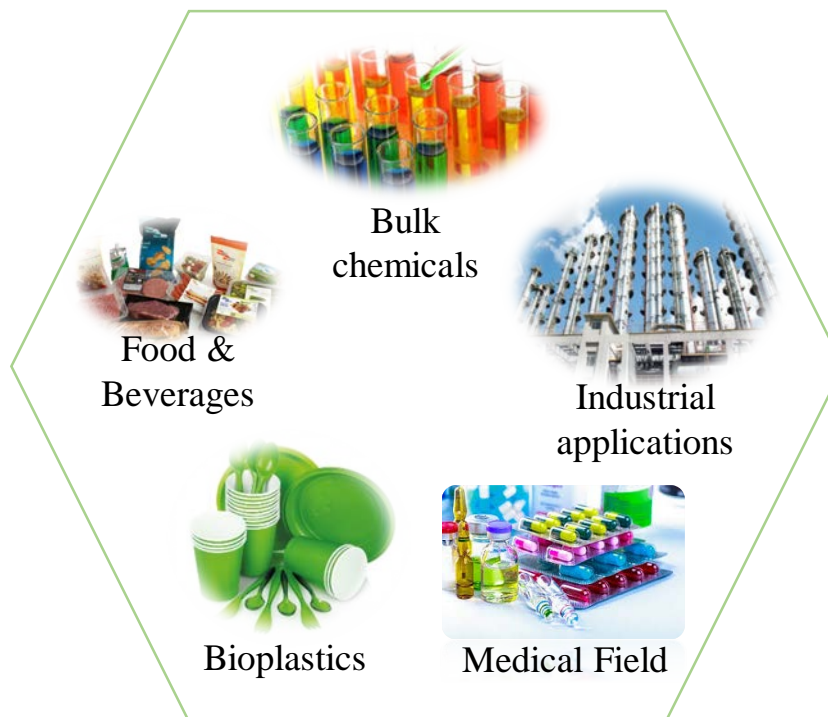 Bulk
chemicals
Food &
Beverages
Industrial
applications
Bioplastics
Medical Field